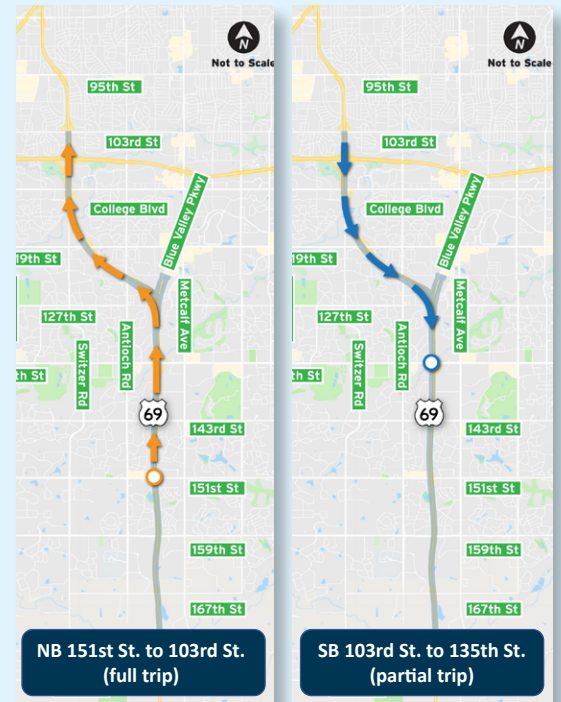 N
Not to Scale
95th St
103rd St
College Blvd
Blue Valley Pkwy
19th St
Metcalf Ave
127th St
Antioch Rd
Switzer Rd
th St
69
143rd St
151st St
159th St
167th St
NB 151st St. to 103rd St.
(full trip)
N
Not to Scale
95th St
103rd St
College Blvd
Blue Valley Pkwy
19th St
Metcalf Ave
127th St
Antioch Rd
Switzer Rd
th St
69
143rd St
151st St
159th St
167th St
SB 103rd St. to 135th St.
(partial trip)